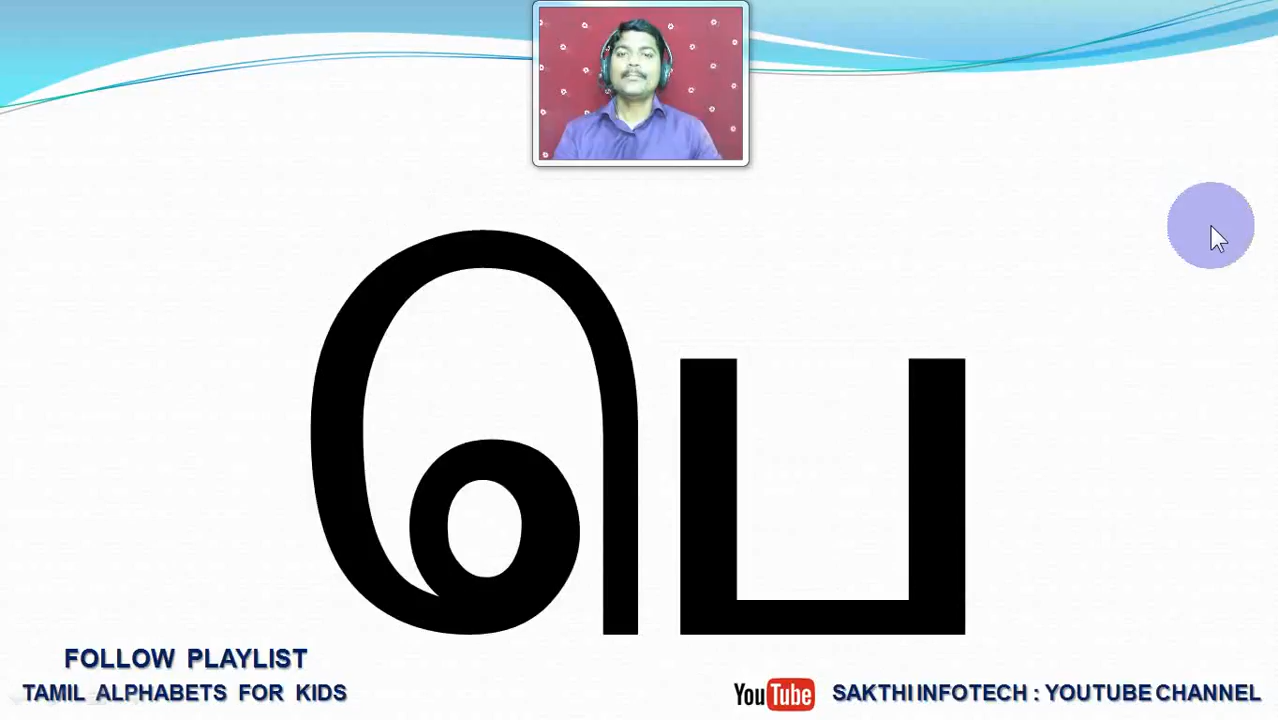 பெ
FOLLOW PLAYLIST
TAMIL ALPHABETS FOR KIDS
YouTube SAKTHI INFOTECH : YOUTUBE CHANNEL